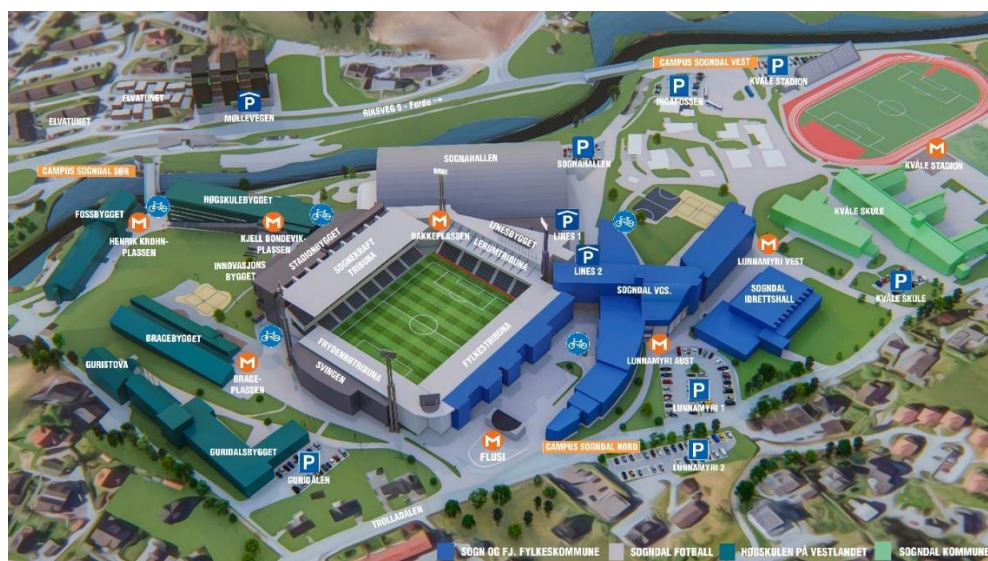 CAMPUS SOGNDAL VEST
P
KVÅLE STADION
P
INGAFOSSEN
ELVATUNET
ELVATUNET
P
MØLLEVEGEN
RIKSVEG 5 - Førde →
SOGNAHALLEN
P
SOGNAHALLEN
M
KVÅLE STADION
CAMPUS SOGNDAL SØR
FOSSBYGGET
HØGSKULEBYGGET
KVÅLE SKULE
M
HENRIK KROHN-
PLASSEN
M
KJELL BONDEVIK-
PLASSEN
M
BAKKEPLASSEN
LINESBYGGET
LERUMTRIBUNA
P
LINES 1
P
LINES 2
M
LUNNAMYRI VEST
STADIONBYGGET
SOGNEKRAFT
TRIBUNA
INNOVASJONS
BYGGET
SOGNDAL VGS.
SOGNDAL
IDRETTSHALL
P
KVÅLE SKULE
BRAGEBYGGET
M
BRAGE-
PLASSEN
FRYDENBØTRIBUNA
SVINGEN
FYLKESTRIBUNA
M
LUNNAMYRI AUST
P
LUNNAMYRI 1
GURISTOVA
GURIDALSBYGGET
P
GURIDALEN
M
FLUSI
CAMPUS SOGNDAL NORD
P
LUNNAMYRI 2
TROLLADALEN
SOGN OG FJ. FYLKESKOMMUNE
SOGNDAL FOTBALL
HØGSKULEN PÅ VESTLANDET
SOGNDAL KOMMUNE